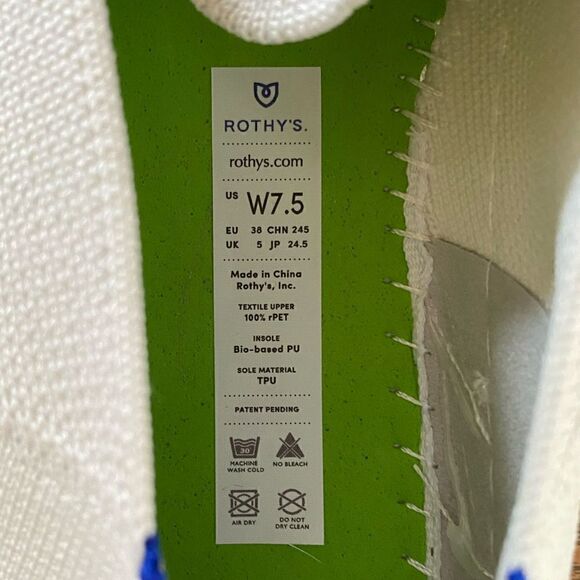 ROTHY'S.
rothys.com
US W7.5
EU 38 CHN 245
UK 5 JP 24.5
Made in China
Rothy's, Inc.
TEXTILE UPPER
100% rPET
INSOLE
Bio-based PU
SOLE MATERIAL
TPU
PATENT PENDING
30°
MACHINE WASH COLD
NO BLEACH
AIR DRY
DO NOT DRY CLEAN